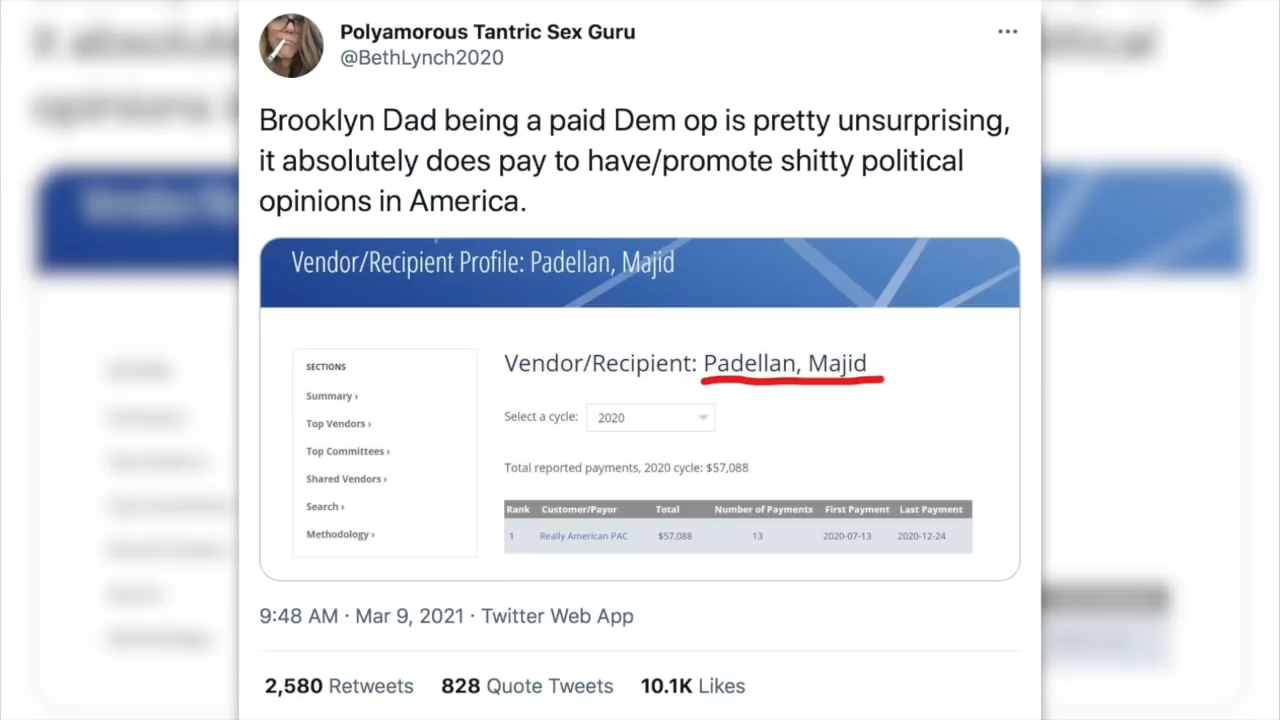 Polyamorous Tantric Sex Guru
@BethLynch2020
Brooklyn Dad being a paid Dem op is pretty unsurprising,
it absolutely does pay to have/promote shitty political
opinions in America.
Vendor/Recipient Profile: Padellan, Majid
SECTIONS
Summary ›
Top Vendors ›
Top Committees ›
Shared Vendors ›
Search ›
Methodology ›
Vendor/Recipient: Padellan, Majid
Select a cycle: 2020
Total reported payments, 2020 cycle: $57,088
Rank Customer/Payor Total Number of Payments First Payment Last Payment
1 Really American PAC $57,088 13 2020-07-13 2020-12-24
9:48 AM · Mar 9, 2021 · Twitter Web App
2,580 Retweets 828 Quote Tweets 10.1K Likes